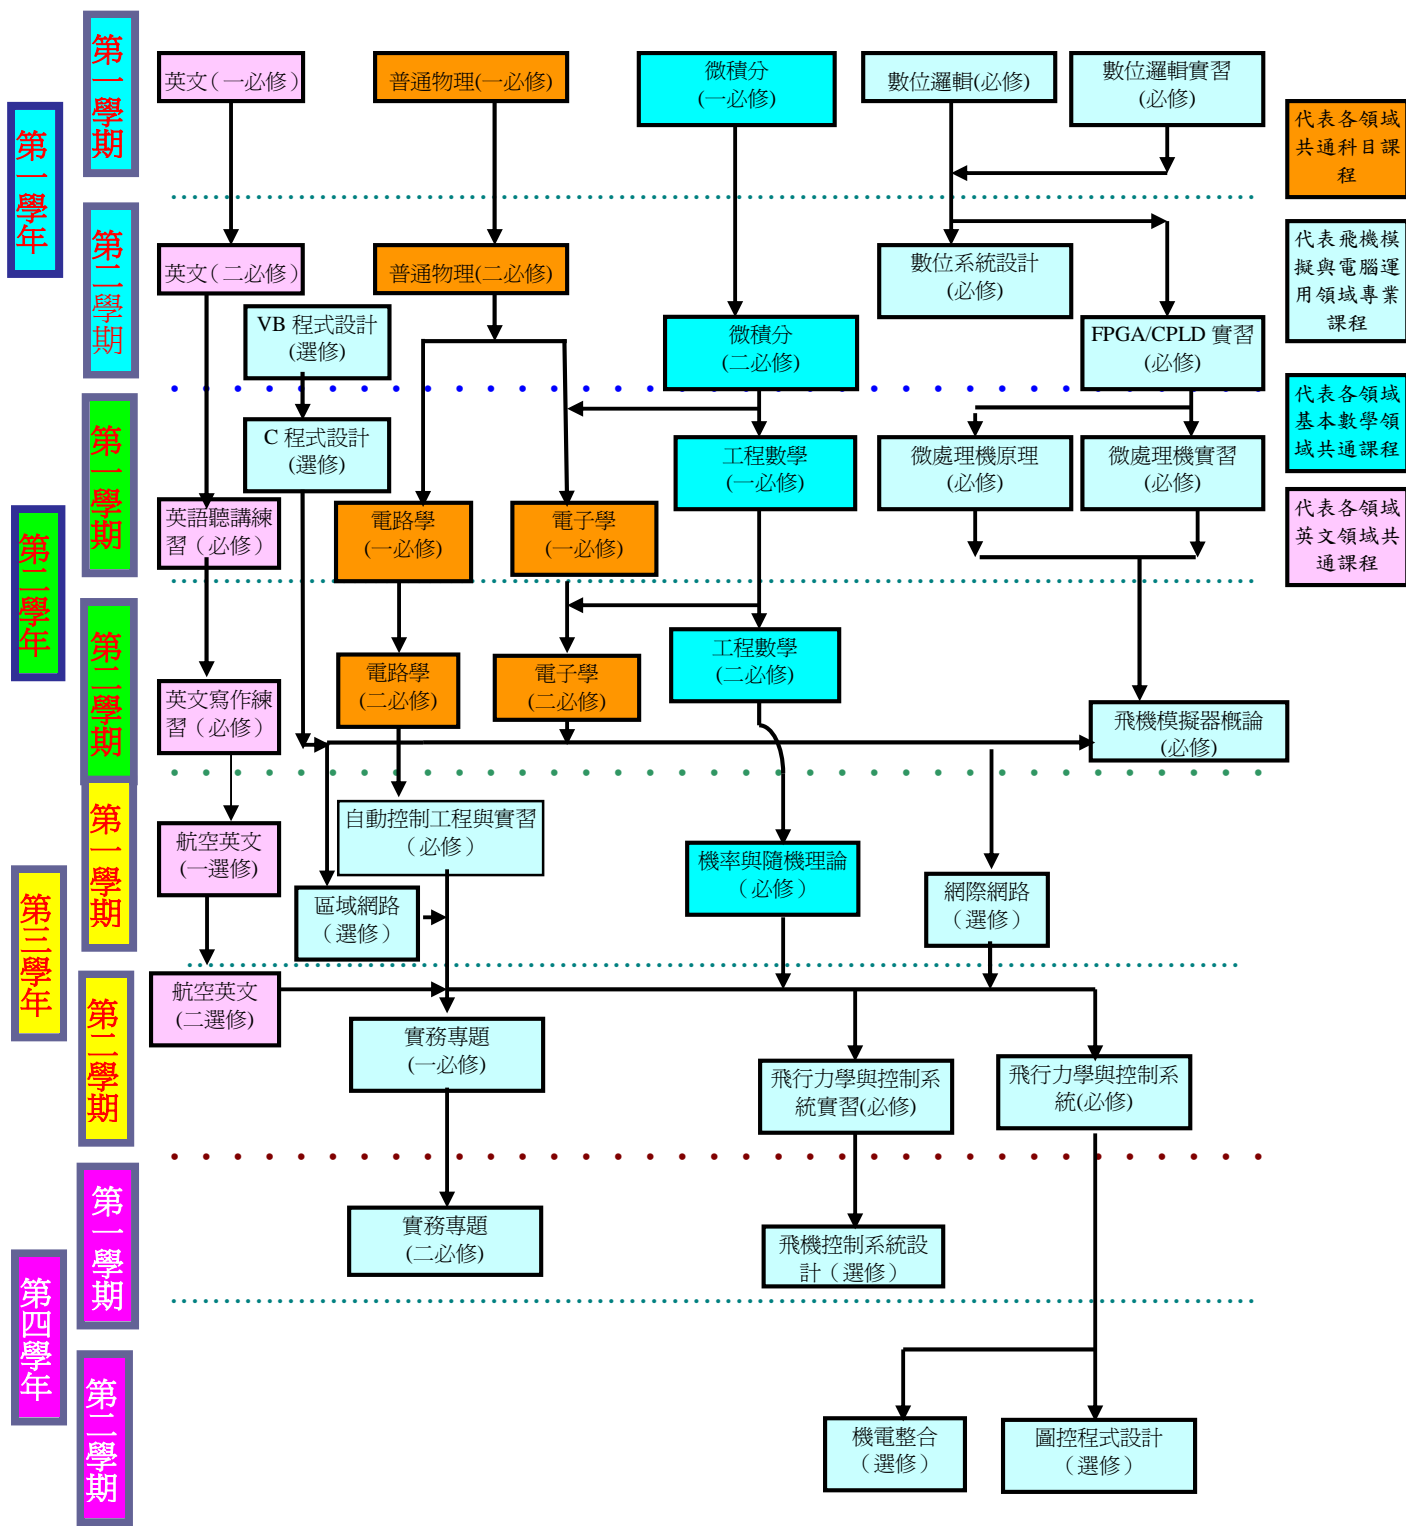 第一學年
第一學期
英文(一必修)
普通物理(一必修)
微積分
(一必修)
數位邏輯(必修)
數位邏輯實習
(必修)
代表各領域
共通科目課
程
第二學期
英文(二必修)
普通物理(二必修)
數位系統設計
(必修)
代表飛機模
擬與電腦運
用領域專業
課程
VB 程式設計
(選修)
微積分
(二必修)
FPGA/CPLD 實習
(必修)
代表各領域
基本數學領
域共通課程
第二學年
第一學期
C 程式設計
(選修)
工程數學
(一必修)
微處理機原理
(必修)
微處理機實習
(必修)
英語聽講練
習(必修)
電路學
(一必修)
電子學
(一必修)
代表各領域
英文領域共
通課程
第二學期
英文寫作練
習(必修)
電路學
(二必修)
電子學
(二必修)
工程數學
(二必修)
飛機模擬器概論
(必修)
第三學年
第一學期
航空英文
(一選修)
自動控制工程與實習
(必修)
區域網路
(選修)
機率與隨機理論
(必修)
網際網路
(選修)
第二學期
航空英文
(二選修)
實務專題
(一必修)
飛行力學與控制系
統實習(必修)
飛行力學與控制系
統(必修)
第四學年
第一學期
實務專題
(二必修)
飛機控制系統設
計(選修)
第二學期
機電整合
(選修)
圖控程式設計
(選修)